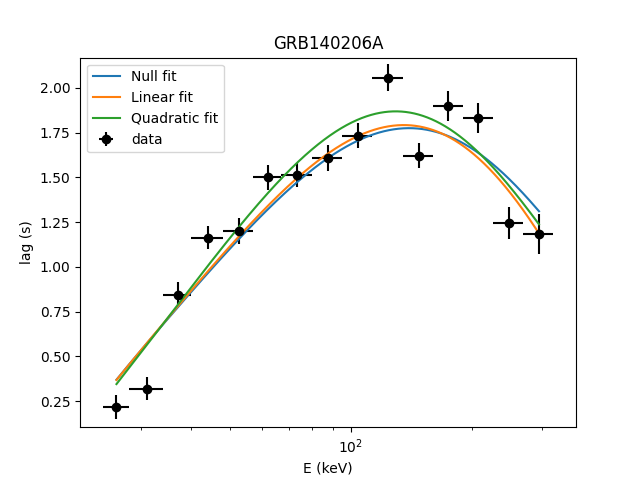 GRB140206A
Null fit
Linear fit
Quadratic fit
data
2.00
1.75
1.50
1.25
1.00
0.75
0.50
0.25
lag (s)
10²
E (keV)